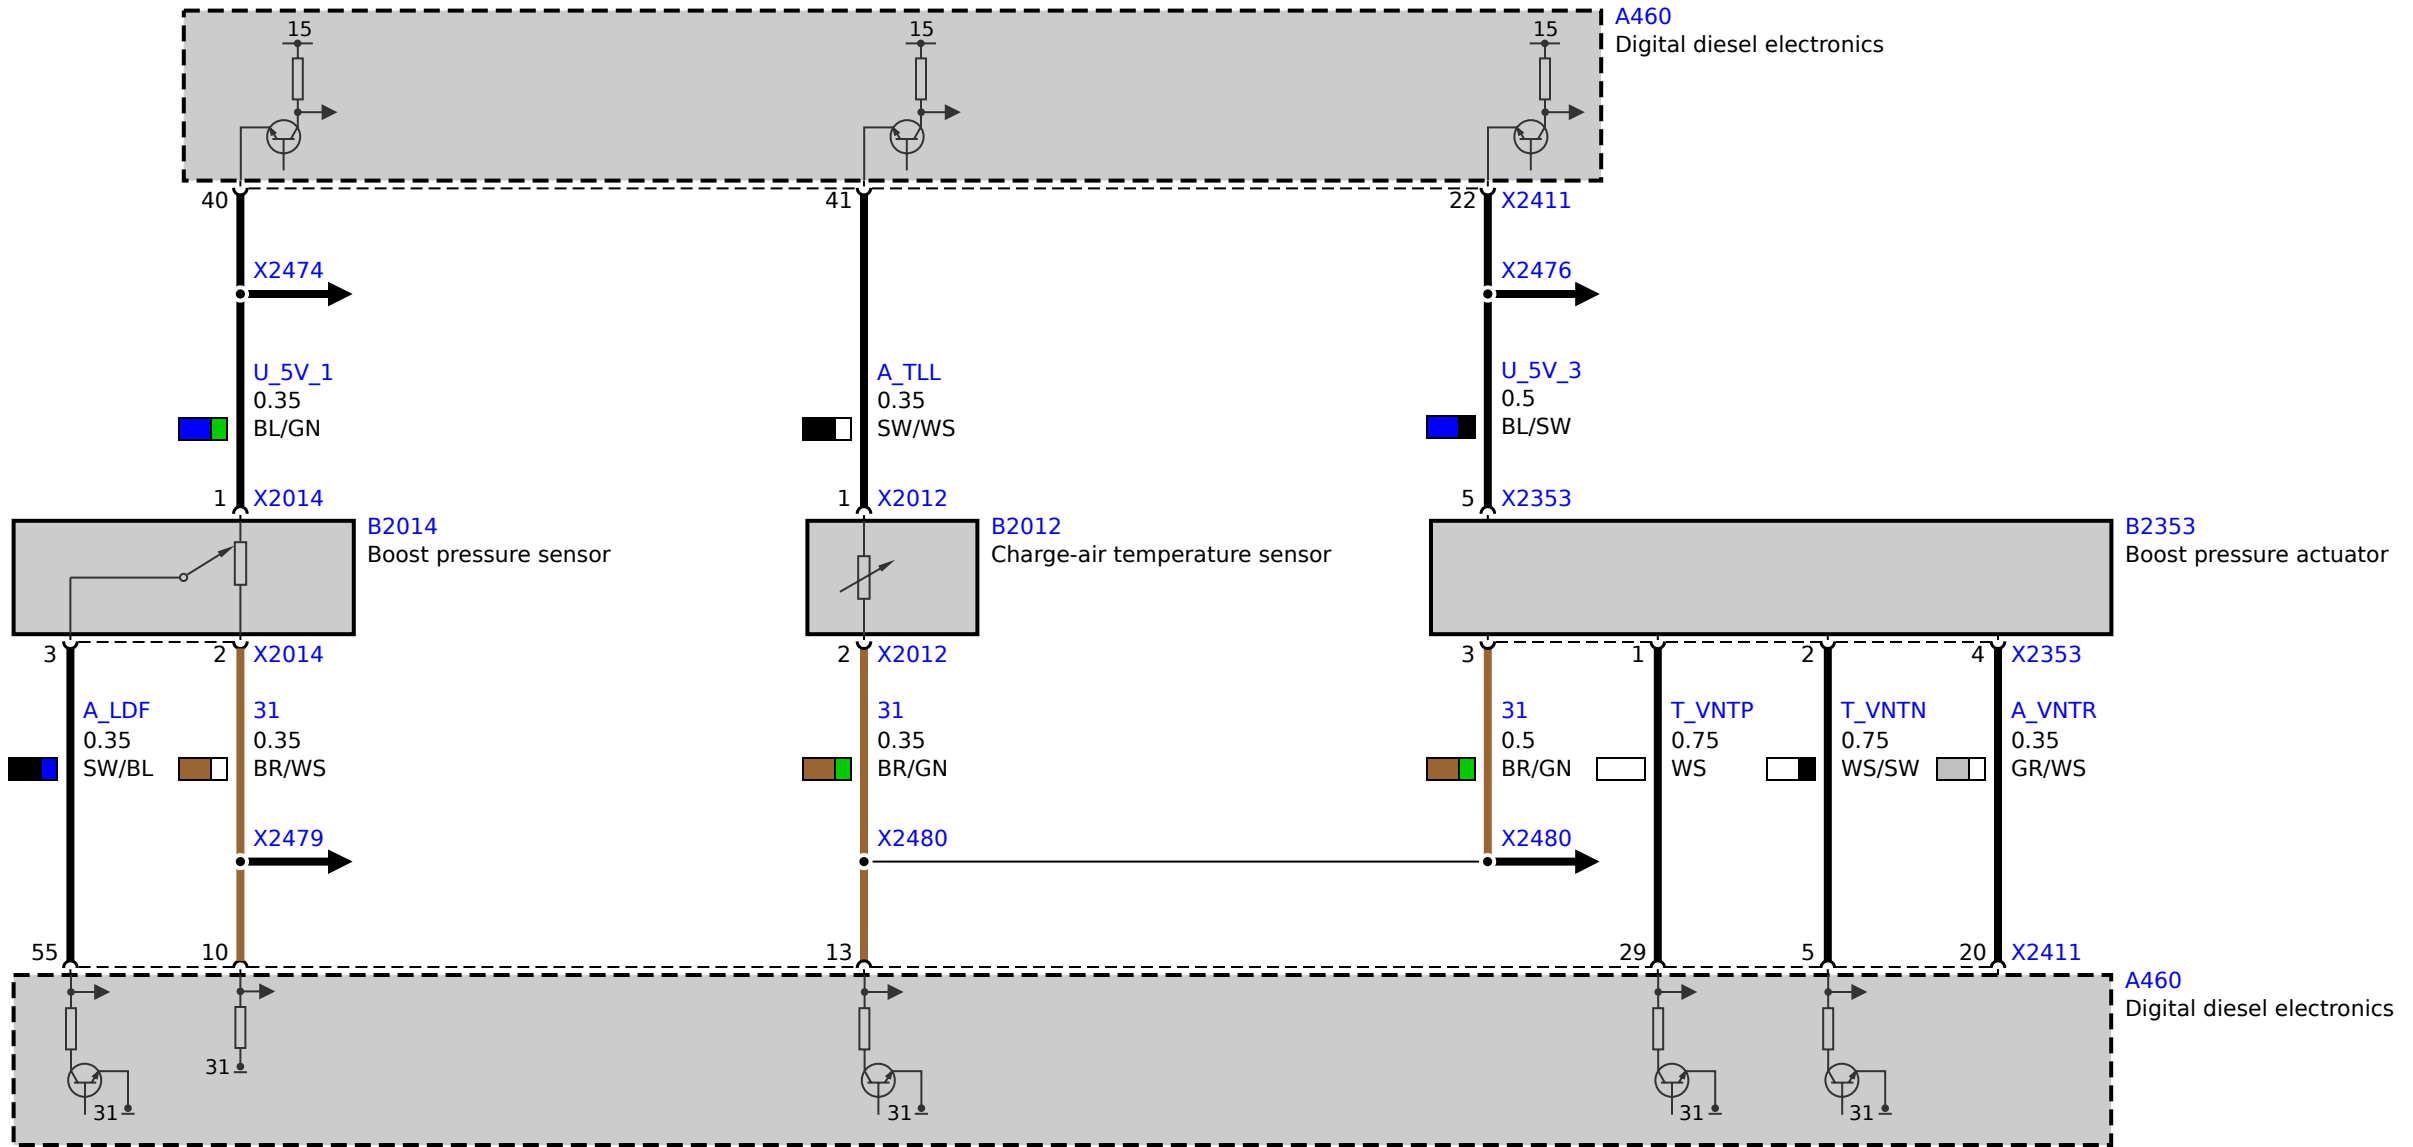 15
15
15
A460
Digital diesel electronics
40
41
22
X2411
X2474
X2476
U_5V_1
0.35
BL/GN
A_TLL
0.35
SW/WS
U_5V_3
0.5
BL/SW
1
X2014
1
X2012
5
X2353
B2014
Boost pressure sensor
B2012
Charge-air temperature sensor
B2353
Boost pressure actuator
3
2
X2014
2
X2012
3
1
2
4
X2353
A_LDF
0.35
SW/BL
31
0.35
BR/WS
31
0.35
BR/GN
31
0.5
BR/GN
T_VNTP
0.75
WS
T_VNTN
0.75
WS/SW
A_VNTR
0.35
GR/WS
X2479
X2480
X2480
55
10
13
29
5
20
X2411
A460
Digital diesel electronics
31
31
31
31
31